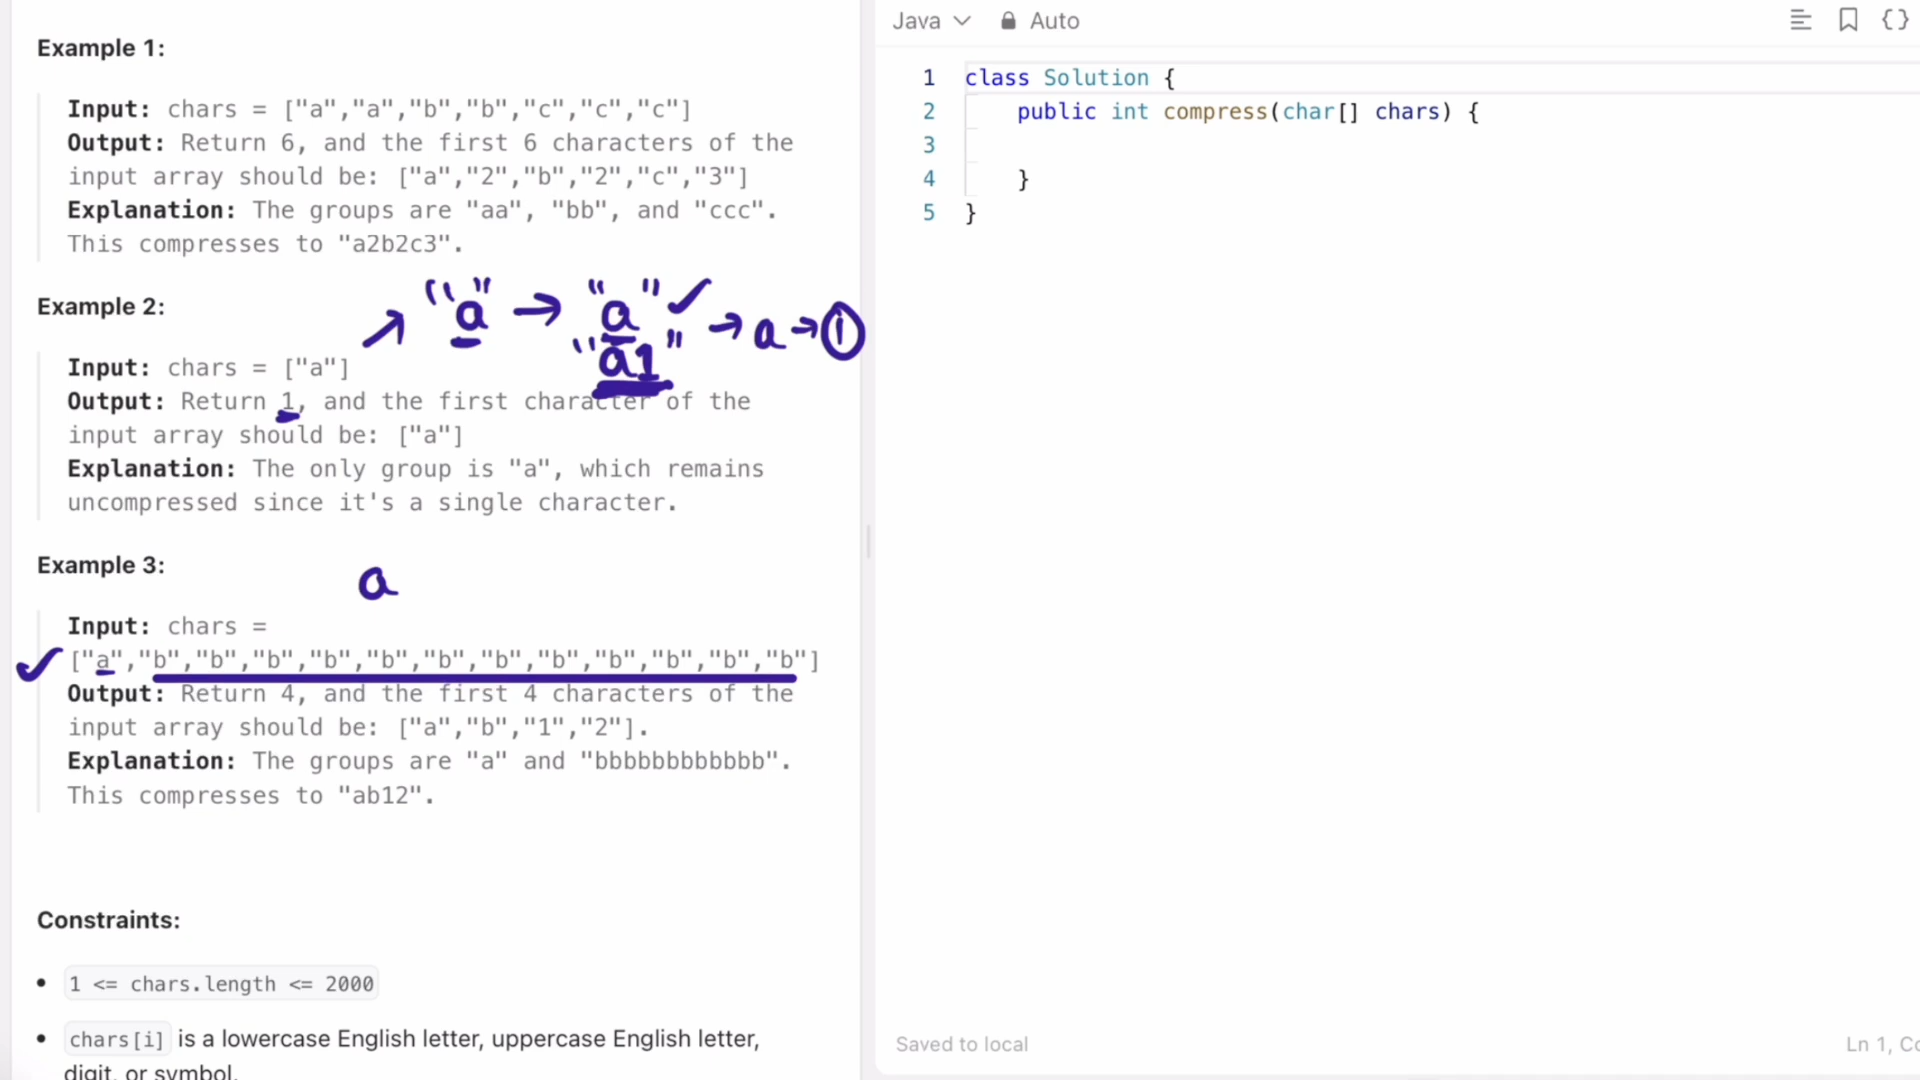 Example 1:
Input: chars = ["a","a","b","b","c","c","c"]
Output: Return 6, and the first 6 characters of the
input array should be: ["a","2","b","2","c","3"]
Explanation: The groups are "aa", "bb", and "ccc".
This compresses to "a2b2c3".
Example 2:
"a" → "a" ✓
"a1" → a → 1
Input: chars = ["a"]
Output: Return 1, and the first character of the
input array should be: ["a"]
Explanation: The only group is "a", which remains
uncompressed since it's a single character.
Example 3:
a
Input: chars =
["a","b","b","b","b","b","b","b","b","b","b","b","b"]
Output: Return 4, and the first 4 characters of the
input array should be: ["a","b","1","2"].
Explanation: The groups are "a" and "bbbbbbbbbbbb".
This compresses to "ab12".
Constraints:
• 1 <= chars.length <= 2000
• chars[i] is a lowercase English letter, uppercase English letter,
digit, or symbol.
Java Auto
1 class Solution {
2 public int compress(char[] chars) {
3
4 }
5 }
Saved to local
Ln 1, Co